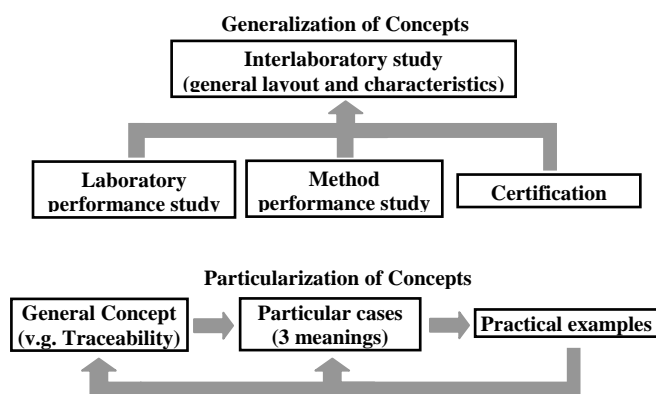 Generalization of Concepts
Interlaboratory study
(general layout and characteristics)
Laboratory
performance study
Method
performance study
Certification
Particularization of Concepts
General Concept
(v.g. Traceability)
Particular cases
(3 meanings)
Practical examples